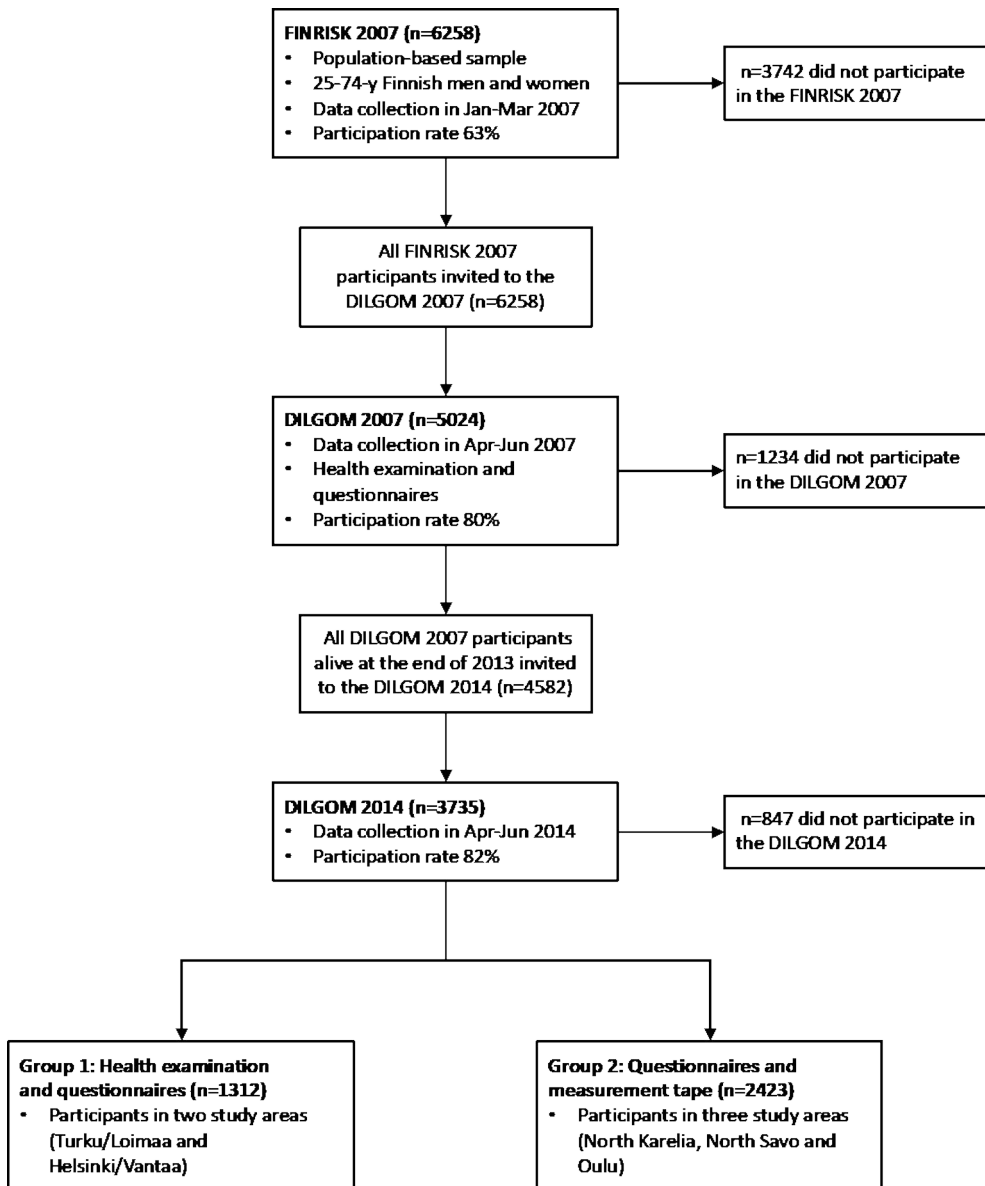 FINRISK 2007 (n=6258)
• Population-based sample
• 25-74-y Finnish men and women
• Data collection in Jan-Mar 2007
• Participation rate 63%
n=3742 did not participate
in the FINRISK 2007
All FINRISK 2007
participants invited to the
DILGOM 2007 (n=6258)
DILGOM 2007 (n=5024)
• Data collection in Apr-Jun 2007
• Health examination and
questionnaires
• Participation rate 80%
n=1234 did not participate
in the DILGOM 2007
All DILGOM 2007 participants
alive at the end of 2013 invited
to the DILGOM 2014 (n=4582)
DILGOM 2014 (n=3735)
• Data collection in Apr-Jun 2014
• Participation rate 82%
n=847 did not participate in
the DILGOM 2014
Group 1: Health examination
and questionnaires (n=1312)
• Participants in two study areas
(Turku/Loimaa and
Helsinki/Vantaa)
Group 2: Questionnaires and
measurement tape (n=2423)
• Participants in three study areas
(North Karelia, North Savo and
Oulu)